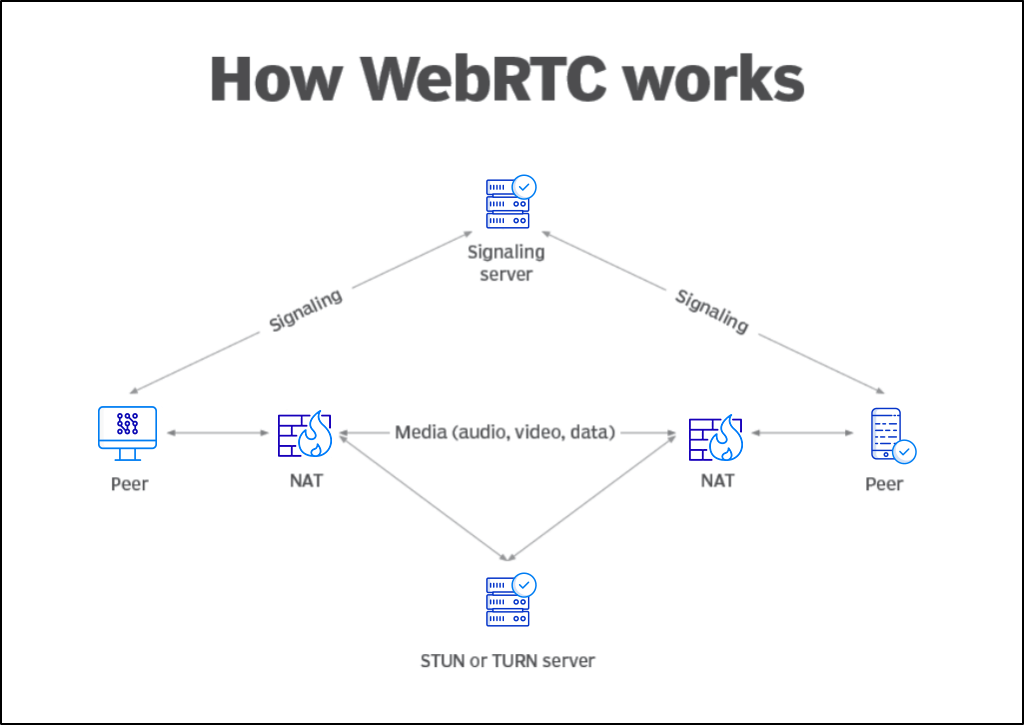 How WebRTC works
Signaling
server
Signaling
Signaling
Media (audio, video, data)
Peer
NAT
NAT
Peer
STUN or TURN server